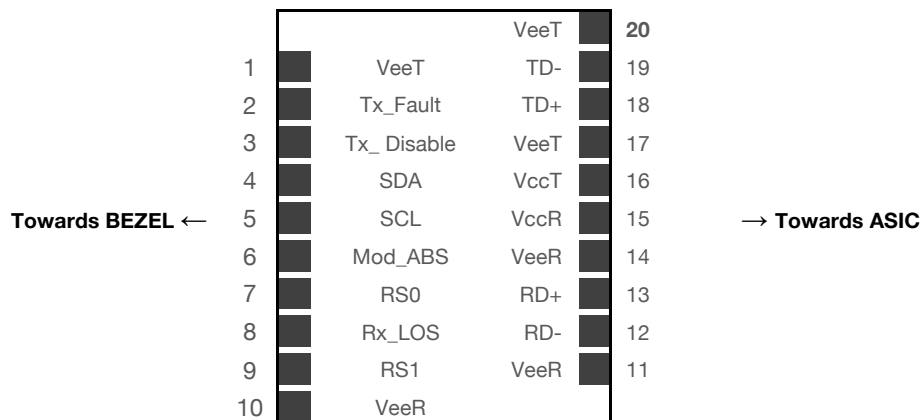 VeeT 20
1 VeeT TD- 19
2 Tx_Fault TD+ 18
3 Tx_ Disable VeeT 17
4 SDA VccT 16
Towards BEZEL ← 5 SCL VccR 15 → Towards ASIC
6 Mod_ABS VeeR 14
7 RS0 RD+ 13
8 Rx_LOS RD- 12
9 RS1 VeeR 11
10 VeeR